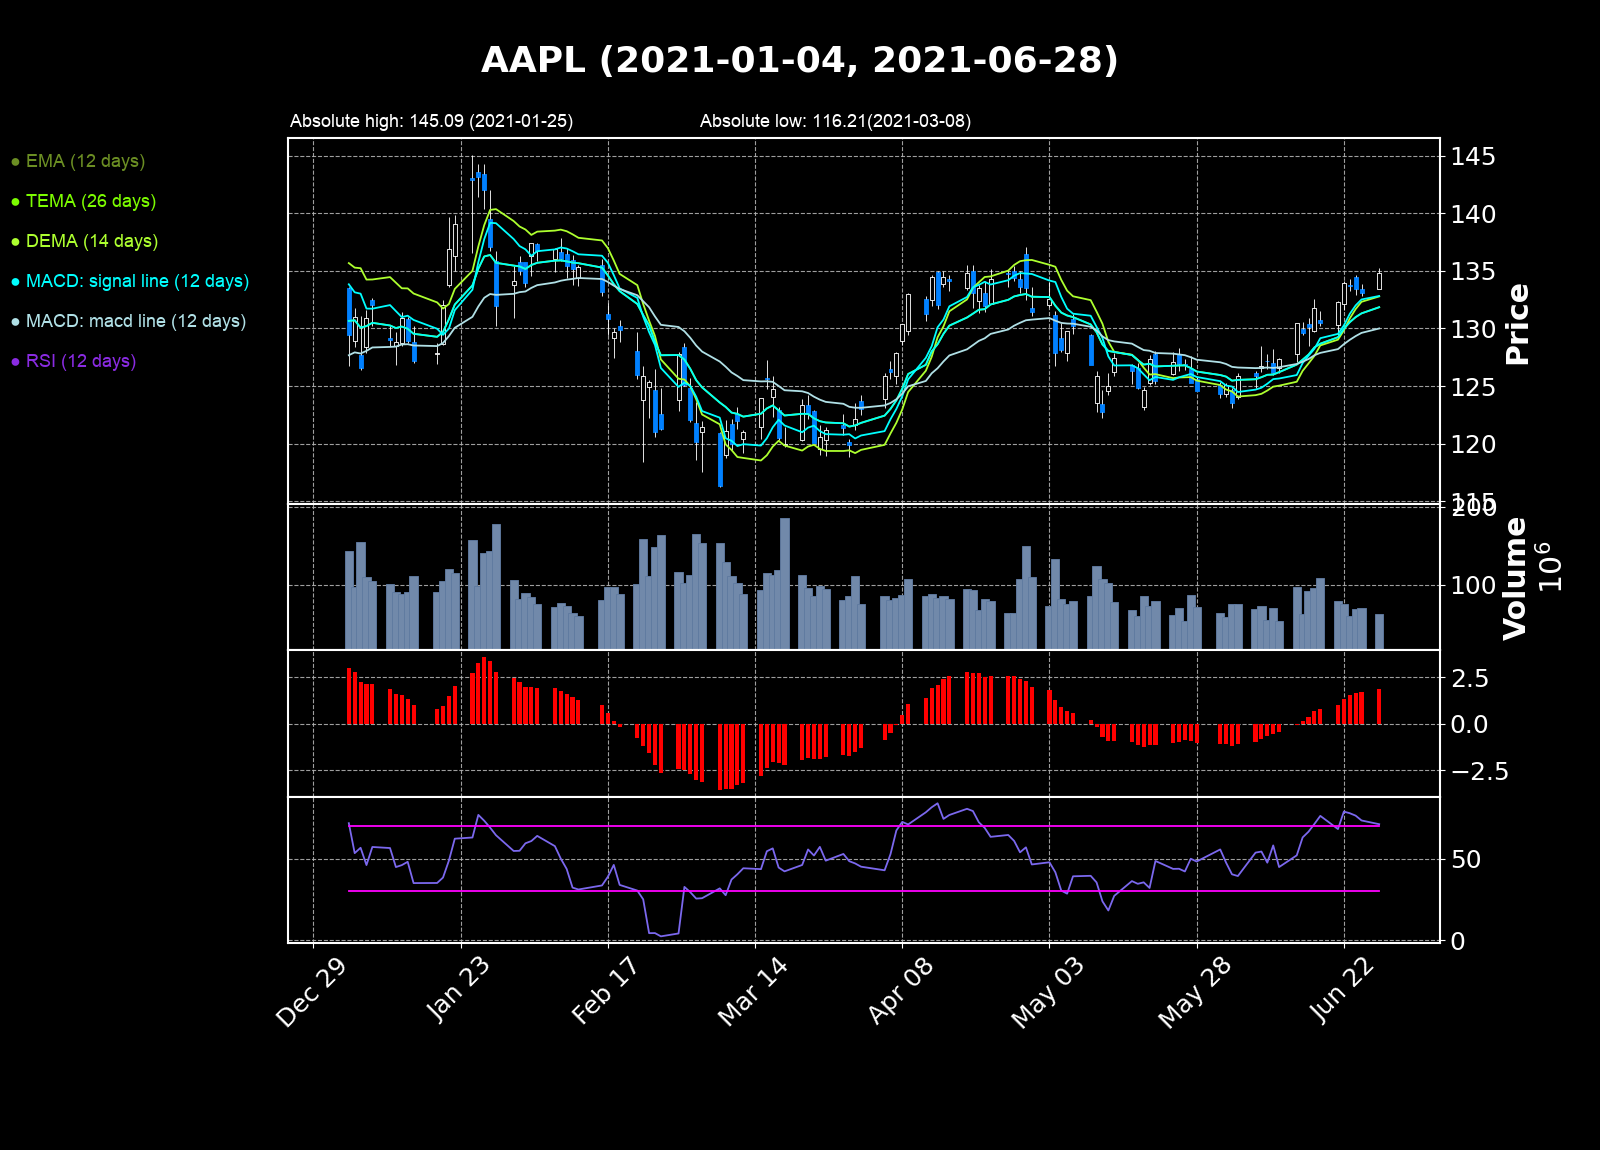 AAPL (2021-01-04, 2021-06-28)
Absolute high: 145.09 (2021-01-25)
Absolute low: 116.21(2021-03-08)
● EMA (12 days)
● TEMA (26 days)
● DEMA (14 days)
● MACD: signal line (12 days)
● MACD: macd line (12 days)
● RSI (12 days)
145
140
135
130
125
120
115
Price
200
100
Volume
10⁶
2.5
0.0
−2.5
50
0
Dec 29
Jan 23
Feb 17
Mar 14
Apr 08
May 03
May 28
Jun 22